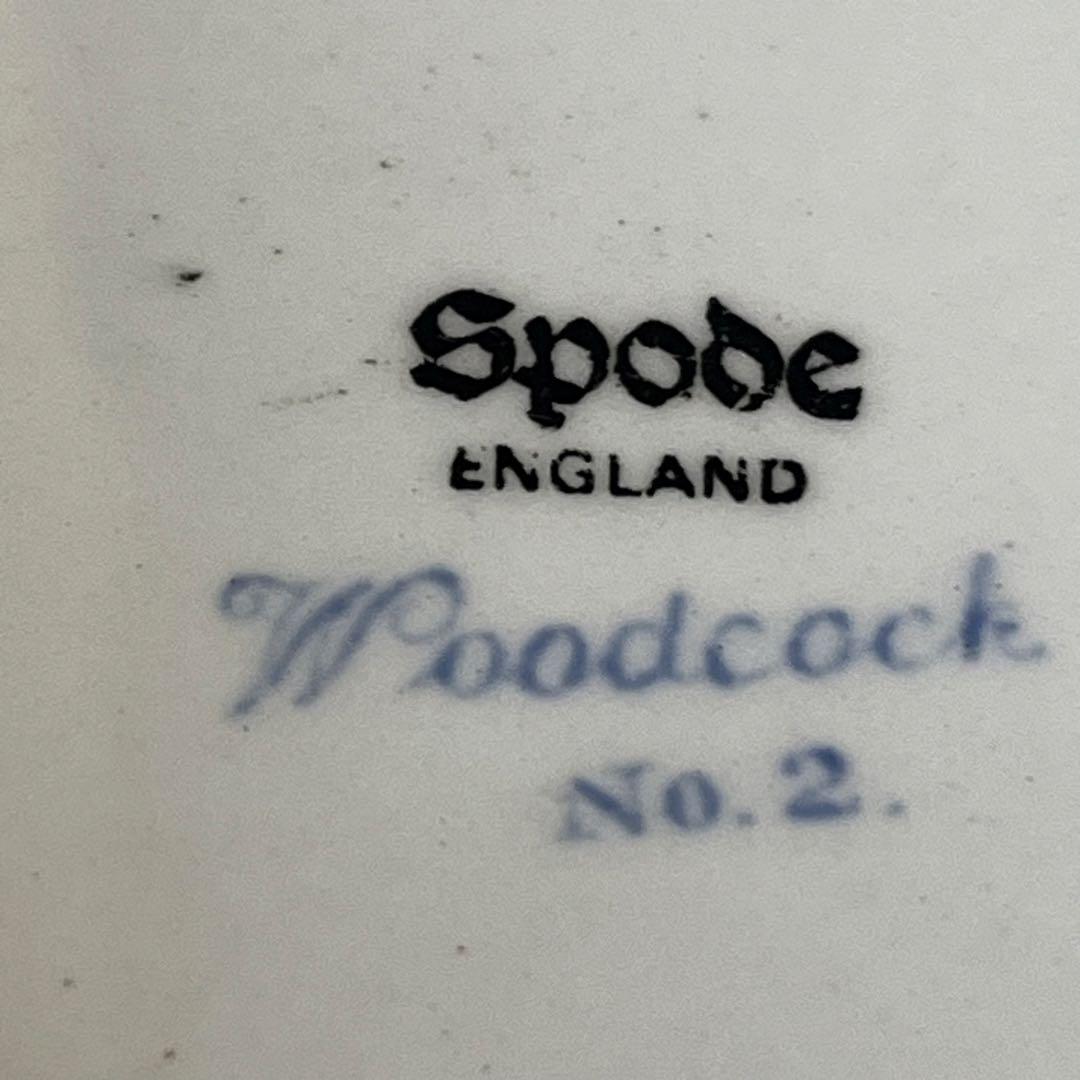 Spode
ENGLAND
Woodcock
No. 2.